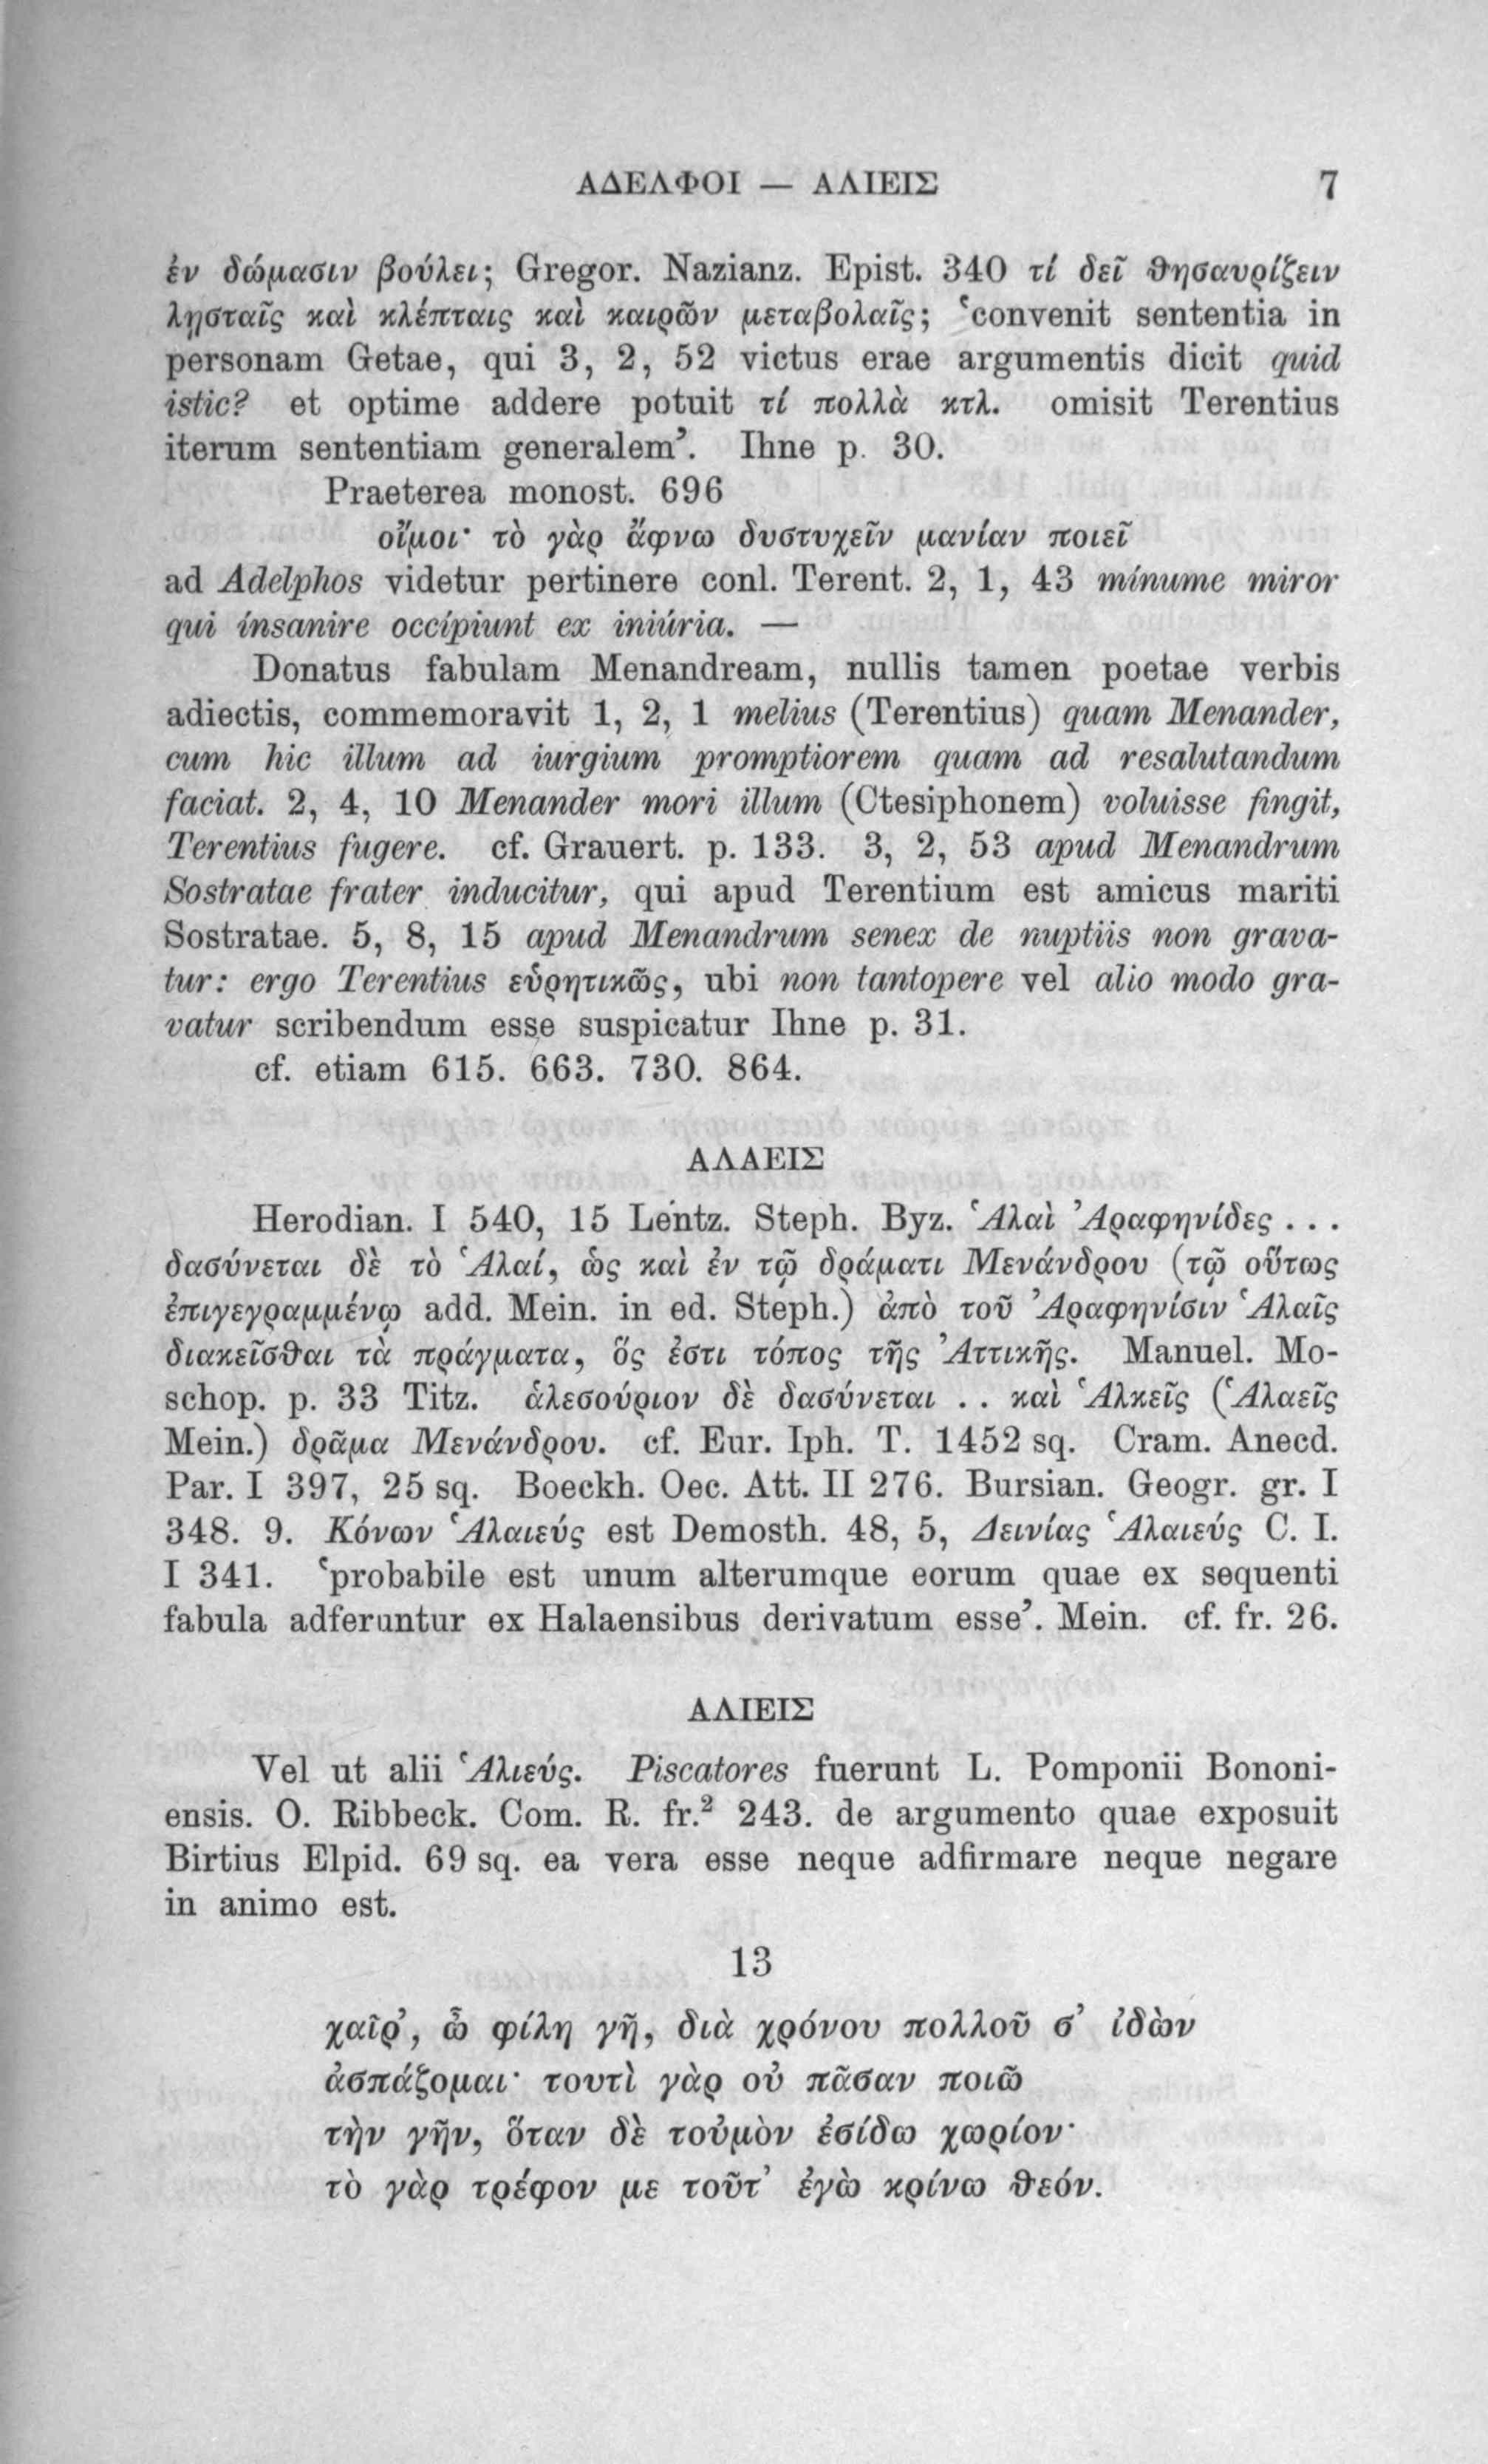 ΑΔΕΛΦΟΙ — ΑΛΙΕΙΣ 7
ἐν δώμασιν βούλει; Gregor. Nazianz. Epist. 340 τί δεῖ θησαυρίζειν
λῃσταῖς καὶ κλέπταις καὶ καιρῶν μεταβολαῖς; ‘convenit sententia in
personam Getae, qui 3, 2, 52 victus erae argumentis dicit quid
istic? et optime addere potuit τί πολλὰ κτλ. omisit Terentius
iterum sententiam generalem’. Ihne p. 30.
Praeterea monost. 696
οἴμοι· τὸ γὰρ ἄφνω δυστυχεῖν μανίαν ποιεῖ
ad Adelphos videtur pertinere conl. Terent. 2, 1, 43 mínume miror
qui ínsanire occípiunt ex iniúria. —
Donatus fabulam Menandream, nullis tamen poetae verbis
adiectis, commemoravit 1, 2, 1 melius (Terentius) quam Menander,
cum hic illum ad iurgium promptiorem quam ad resalutandum
faciat. 2, 4, 10 Menander mori illum (Ctesiphonem) voluisse fingit,
Terentius fugere. cf. Grauert. p. 133. 3, 2, 53 apud Menandrum
Sostratae frater inducitur, qui apud Terentium est amicus mariti
Sostratae. 5, 8, 15 apud Menandrum senex de nuptiis non grava-
tur: ergo Terentius εὑρητικῶς, ubi non tantopere vel alio modo gra-
vatur scribendum esse suspicatur Ihne p. 31.
cf. etiam 615. 663. 730. 864.
ΑΛΑΕΙΣ
Herodian. I 540, 15 Lentz. Steph. Byz. Ἁλαὶ Ἀραφηνίδες . . .
δασύνεται δὲ τὸ Ἁλαί, ὡς καὶ ἐν τῷ δράματι Μενάνδρου (τῷ οὕτως
ἐπιγεγραμμένῳ add. Mein. in ed. Steph.) ἀπὸ τοῦ Ἀραφηνίσιν Ἁλαῖς
διακεῖσθαι τὰ πράγματα, ὅς ἐστι τόπος τῆς Ἀττικῆς. Manuel. Mo-
schop. p. 33 Titz. ἁλεσούριον δὲ δασύνεται . . καὶ Ἁλκεῖς (Ἁλαεῖς
Mein.) δρᾶμα Μενάνδρου. cf. Eur. Iph. T. 1452 sq. Cram. Anecd.
Par. I 397, 25 sq. Boeckh. Oec. Att. II 276. Bursian. Geogr. gr. I
348. 9. Κόνων Ἁλαιεύς est Demosth. 48, 5, Δεινίας Ἁλαιεύς C. I.
I 341. ‘probabile est unum alterumque eorum quae ex sequenti
fabula adferuntur ex Halaensibus derivatum esse’. Mein. cf. fr. 26.
ΑΛΙΕΙΣ
Vel ut alii Ἁλιεύς. Piscatores fuerunt L. Pomponii Bononi-
ensis. O. Ribbeck. Com. R. fr.² 243. de argumento quae exposuit
Birtius Elpid. 69 sq. ea vera esse neque adfirmare neque negare
in animo est.
13
χαῖρ’, ὦ φίλη γῆ, διὰ χρόνου πολλοῦ σ’ ἰδὼν
ἀσπάζομαι· τουτὶ γὰρ οὐ πᾶσαν ποιῶ
τὴν γῆν, ὅταν δὲ τοὐμὸν ἐσίδω χωρίον·
τὸ γὰρ τρέφον με τοῦτ’ ἐγὼ κρίνω θεόν.